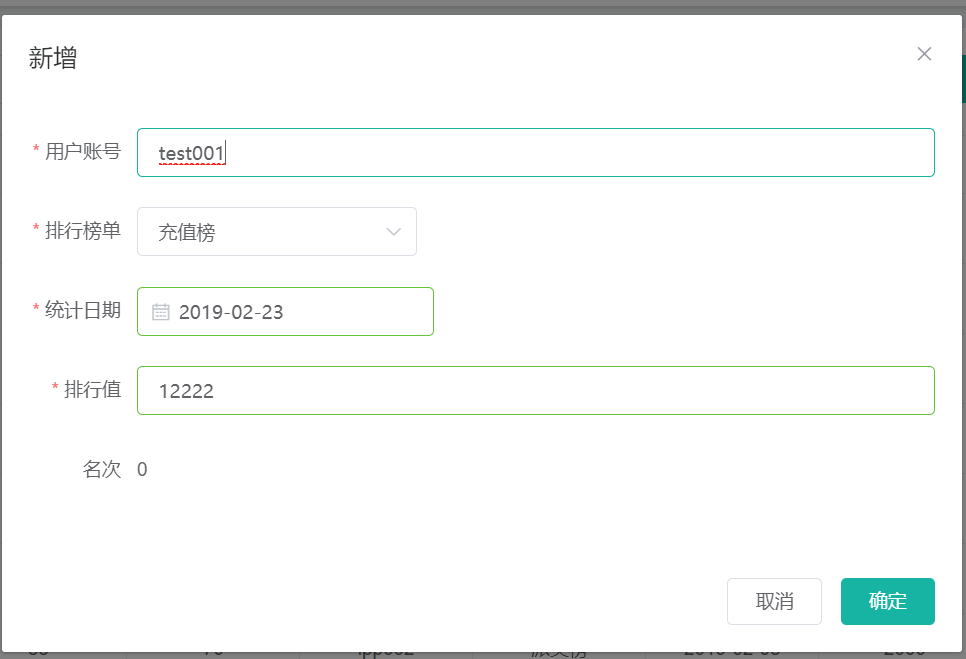 新增
* 用户账号 test001
* 排行榜单 充值榜
* 统计日期 2019-02-23
* 排行值 12222
名次 0
取消 确定